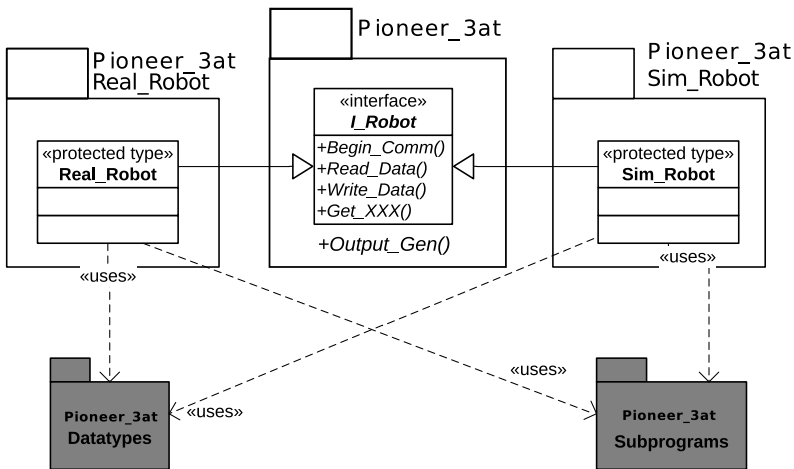 Pioneer_3at
Real_Robot
Pioneer_3at
Pioneer_3at
Sim_Robot
«protected type»
Real_Robot
«interface»
I_Robot
+Begin_Comm()
+Read_Data()
+Write_Data()
+Get_XXX()
+Output_Gen()
«protected type»
Sim_Robot
«uses»
«uses»
«uses»
«uses»
Pioneer_3at
Datatypes
Pioneer_3at
Subprograms